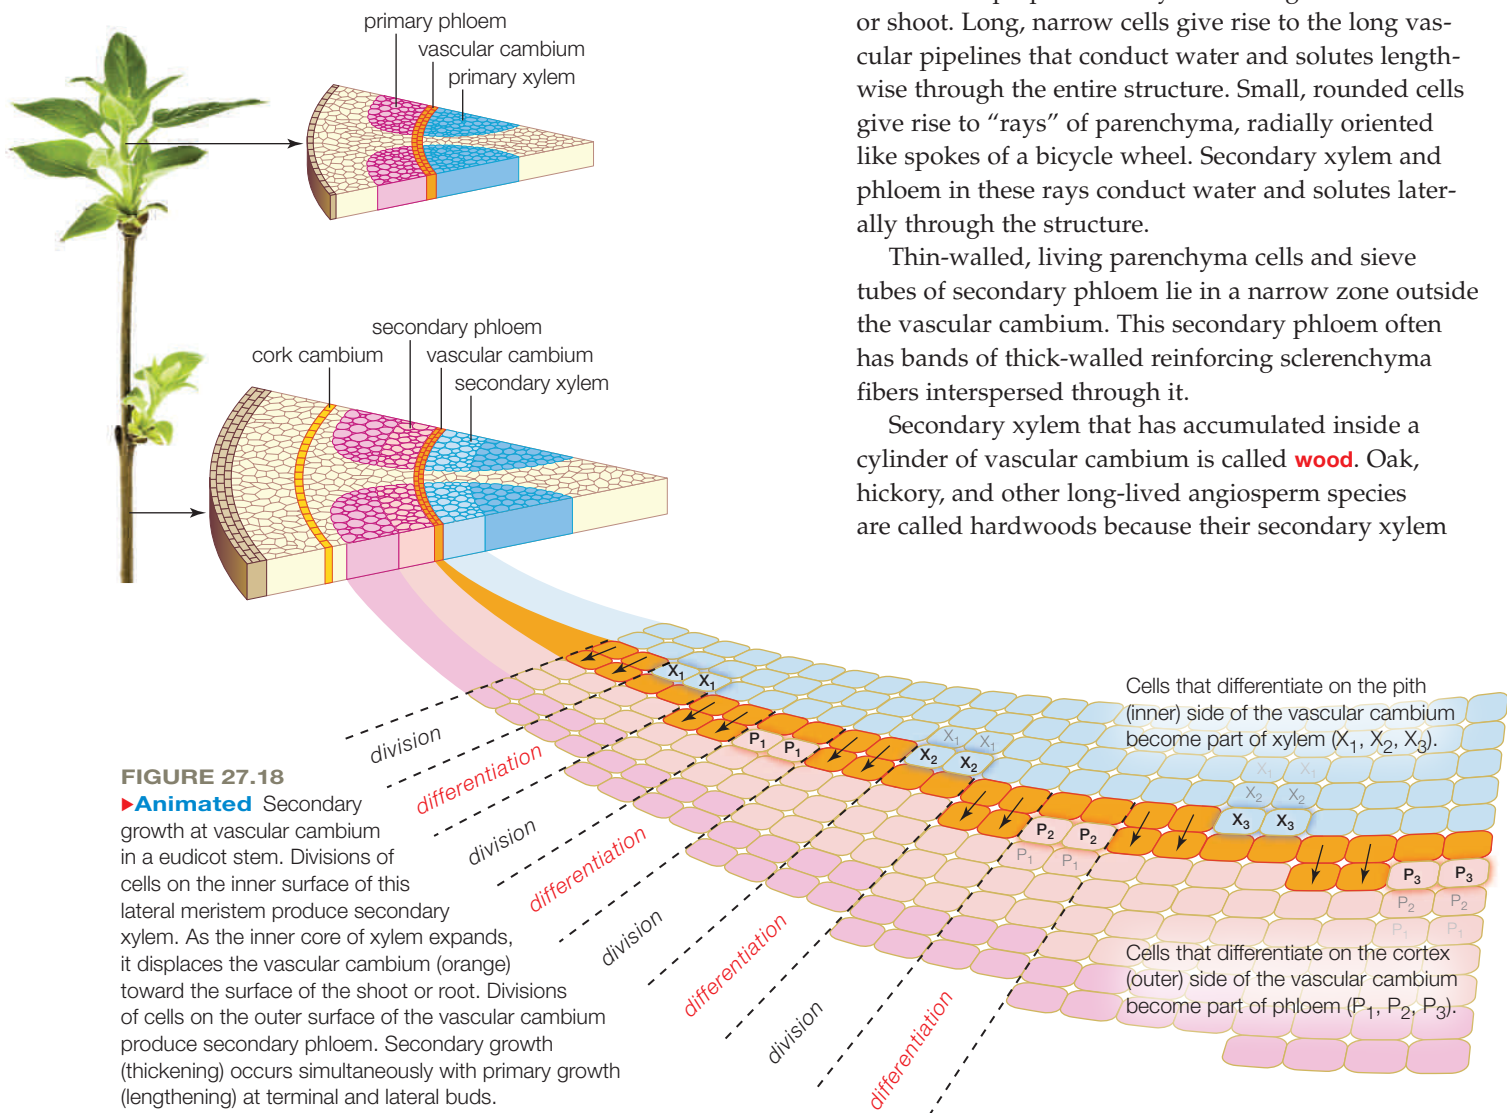 primary phloem
vascular cambium
primary xylem
secondary phloem
cork cambium
vascular cambium
secondary xylem
or shoot. Long, narrow cells give rise to the long vas-
cular pipelines that conduct water and solutes length-
wise through the entire structure. Small, rounded cells
give rise to “rays” of parenchyma, radially oriented
like spokes of a bicycle wheel. Secondary xylem and
phloem in these rays conduct water and solutes later-
ally through the structure.
Thin-walled, living parenchyma cells and sieve
tubes of secondary phloem lie in a narrow zone outside
the vascular cambium. This secondary phloem often
has bands of thick-walled reinforcing sclerenchyma
fibers interspersed through it.
Secondary xylem that has accumulated inside a
cylinder of vascular cambium is called wood. Oak,
hickory, and other long-lived angiosperm species
are called hardwoods because their secondary xylem
division
differentiation
division
differentiation
division
differentiation
division
differentiation
X1
X1
P1
P1
X1
X1
X2
X2
P2
P2
P1
P1
X1
X1
X2
X2
X3
X3
P3
P3
P2
P2
P1
P1
Cells that differentiate on the pith
(inner) side of the vascular cambium
become part of xylem (X1, X2, X3).
Cells that differentiate on the cortex
(outer) side of the vascular cambium
become part of phloem (P1, P2, P3).
FIGURE 27.18
▶Animated Secondary
growth at vascular cambium
in a eudicot stem. Divisions of
cells on the inner surface of this
lateral meristem produce secondary
xylem. As the inner core of xylem expands,
it displaces the vascular cambium (orange)
toward the surface of the shoot or root. Divisions
of cells on the outer surface of the vascular cambium
produce secondary phloem. Secondary growth
(thickening) occurs simultaneously with primary growth
(lengthening) at terminal and lateral buds.